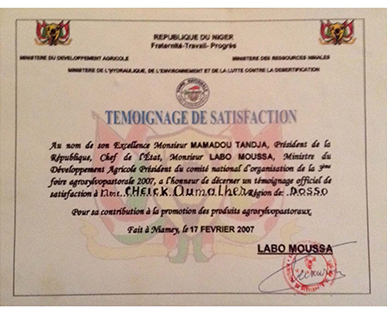 REPUBLIQUE DU NIGER
Fraternité-Travail- Progrès
MINISTERE DU DEVELOPPEMENT AGRICOLE
MINISTERE DES RESSOURCES ANIMALES
MINISTERE DE L'HYDRAULIQUE, DE L'ENVIRONNEMENT ET DE LA LUTTE CONTRE LA DESERTIFICATION
TEMOIGNAGE DE SATISFACTION
Au nom de son Excellence Monsieur MAMADOU TANDJA, Président de la
République, Chef de l'État, Monsieur LABO MOUSSA, Ministre du
Développement Agricole Président du comité national d'organisation de la 3ème
foire agrosylvopastorale 2007, a l'honneur de décerner un témoignage officiel de
satisfaction à CHEICK Oumalher Région de: Dosso
Pour sa contribution à la promotion des produits agrosylvopastoraux.
Fait à Niamey, le 17 FEVRIER 2007
LABO MOUSSA